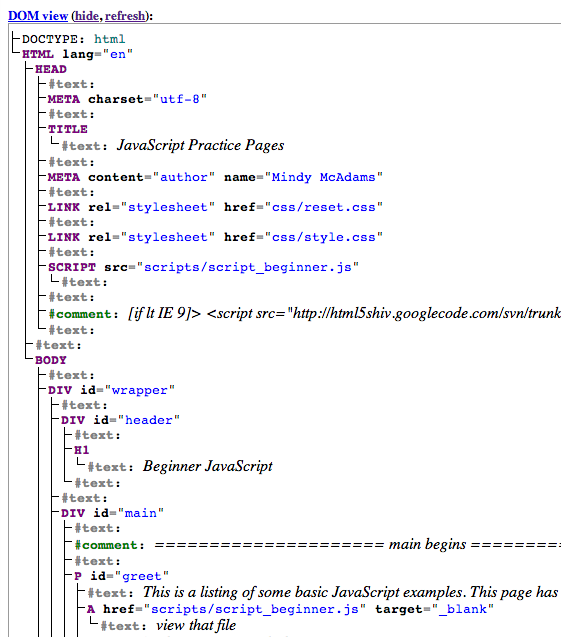 DOM view (hide, refresh):
DOCTYPE: html
HTML lang="en"
HEAD
#text:
META charset="utf-8"
#text:
TITLE
#text: JavaScript Practice Pages
#text:
META content="author" name="Mindy McAdams"
#text:
LINK rel="stylesheet" href="css/reset.css"
#text:
LINK rel="stylesheet" href="css/style.css"
#text:
SCRIPT src="scripts/script_beginner.js"
#text:
#text:
#comment: [if lt IE 9]> <script src="http://html5shiv.googlecode.com/svn/trunk
#text:
#text:
BODY
#text:
DIV id="wrapper"
#text:
DIV id="header"
#text:
H1
#text: Beginner JavaScript
#text:
#text:
DIV id="main"
#text:
#comment: ===================== main begins =========
#text:
P id="greet"
#text: This is a listing of some basic JavaScript examples. This page has
A href="scripts/script_beginner.js" target="_blank"
#text: view that file